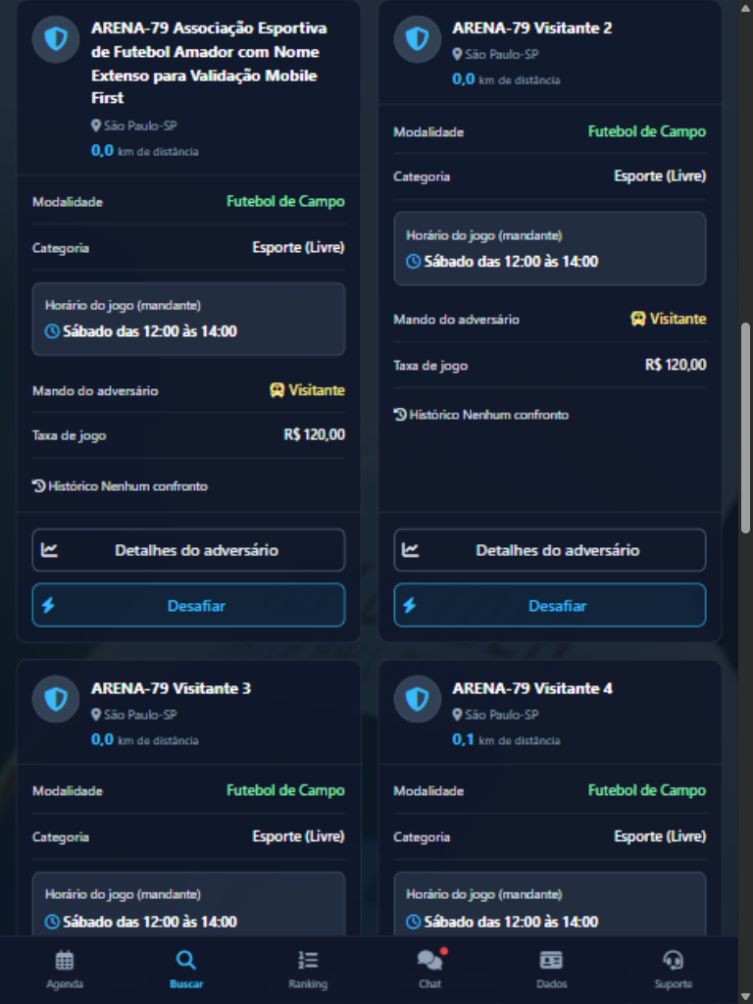 ARENA-79 Associação Esportiva
de Futebol Amador com Nome
Extenso para Validação Mobile
First
São Paulo-SP
0,0 km de distância
Modalidade Futebol de Campo
Categoria Esporte (Livre)
Horário do jogo (mandante)
Sábado das 12:00 às 14:00
Mando do adversário Visitante
Taxa de jogo R$ 120,00
Histórico Nenhum confronto
Detalhes do adversário
Desafiar
ARENA-79 Visitante 2
São Paulo-SP
0,0 km de distância
Modalidade Futebol de Campo
Categoria Esporte (Livre)
Horário do jogo (mandante)
Sábado das 12:00 às 14:00
Mando do adversário Visitante
Taxa de jogo R$ 120,00
Histórico Nenhum confronto
Detalhes do adversário
Desafiar
ARENA-79 Visitante 3
São Paulo-SP
0,0 km de distância
Modalidade Futebol de Campo
Categoria Esporte (Livre)
Horário do jogo (mandante)
Sábado das 12:00 às 14:00
ARENA-79 Visitante 4
São Paulo-SP
0,1 km de distância
Modalidade Futebol de Campo
Categoria Esporte (Livre)
Horário do jogo (mandante)
Sábado das 12:00 às 14:00
Agenda
Buscar
Ranking
Chat
Dados
Suporte